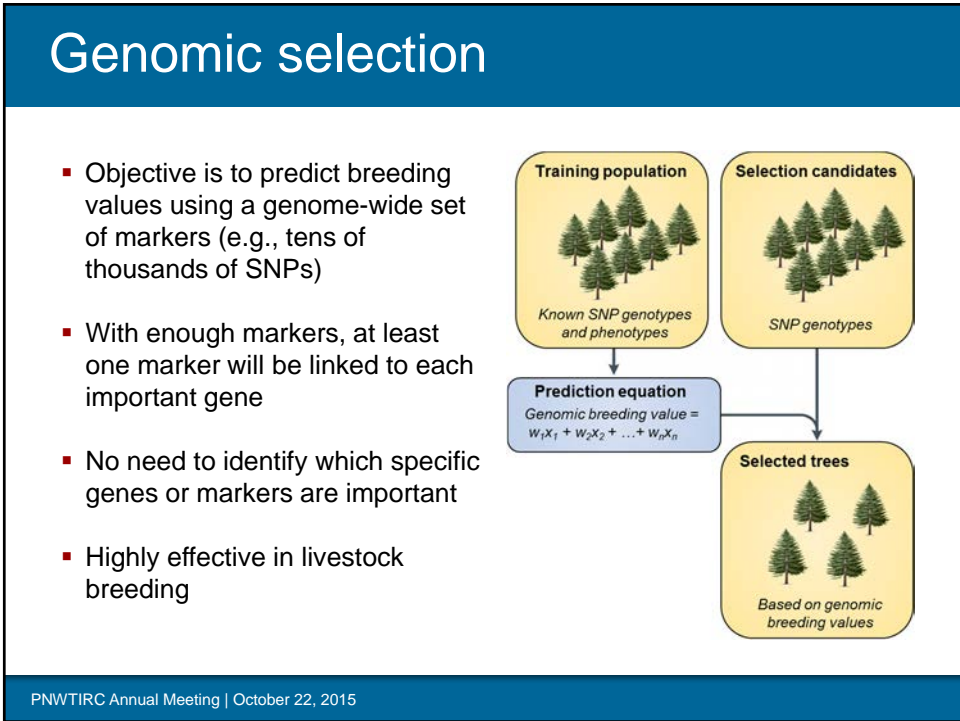 Genomic selection
▪ Objective is to predict breeding
values using a genome-wide set
of markers (e.g., tens of
thousands of SNPs)
▪ With enough markers, at least
one marker will be linked to each
important gene
▪ No need to identify which specific
genes or markers are important
▪ Highly effective in livestock
breeding
Training population
Known SNP genotypes
and phenotypes
Selection candidates
SNP genotypes
Prediction equation
Genomic breeding value =
w₁x₁ + w₂x₂ + …+ wₙxₙ
Selected trees
Based on genomic
breeding values
PNWTIRC Annual Meeting | October 22, 2015